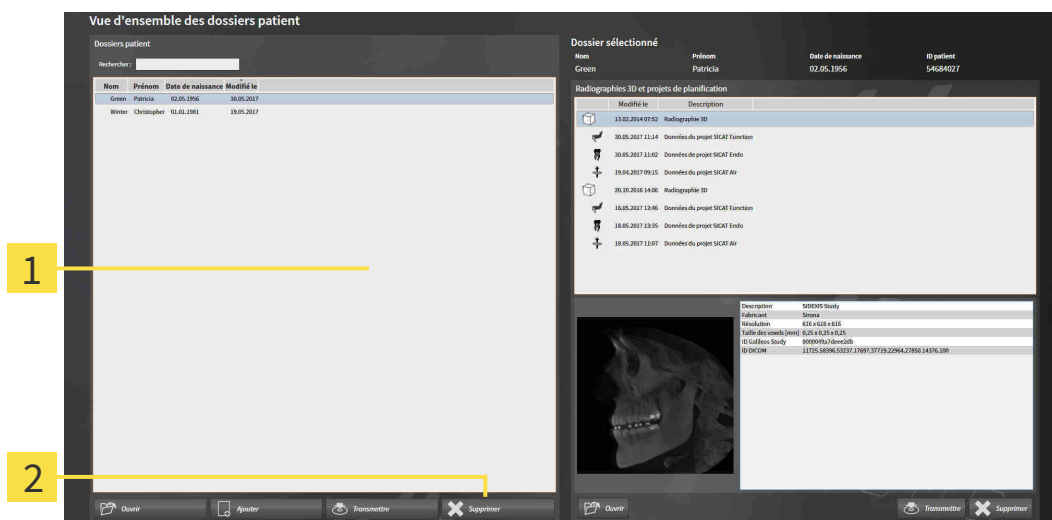 Vue d'ensemble des dossiers patient
Dossiers patient
Rechercher :
Nom Prénom Date de naissance Modifié le
Green Patricia 02.05.1956 30.05.2017
Winter Christopher 01.01.1981 19.05.2017
1
2
Ouvrir Ajouter Transmettre Supprimer
Dossier sélectionné
Nom Prénom Date de naissance ID patient
Green Patricia 02.05.1956 54684027
Radiographies 3D et projets de planification
Modifié le Description
13.02.2014 07:52 Radiographie 3D
30.05.2017 11:14 Données du projet SICAT Function
30.05.2017 11:02 Données de projet SICAT Endo
19.04.2017 09:15 Données du projet SICAT Air
20.10.2016 14:06 Radiographie 3D
18.05.2017 13:46 Données du projet SICAT Function
18.05.2017 13:35 Données de projet SICAT Endo
18.05.2017 11:07 Données du projet SICAT Air
Description SIDEXIS Study
Fabricant Sirona
Résolution 616 x 616 x 616
Taille des voxels [mm] 0,25 x 0,25 x 0,25
ID Galileos Study 0000049a7deee2db
ID DICOM 11725.58396.53237.17697.37719.22964.27850.14376.100
Ouvrir Transmettre Supprimer